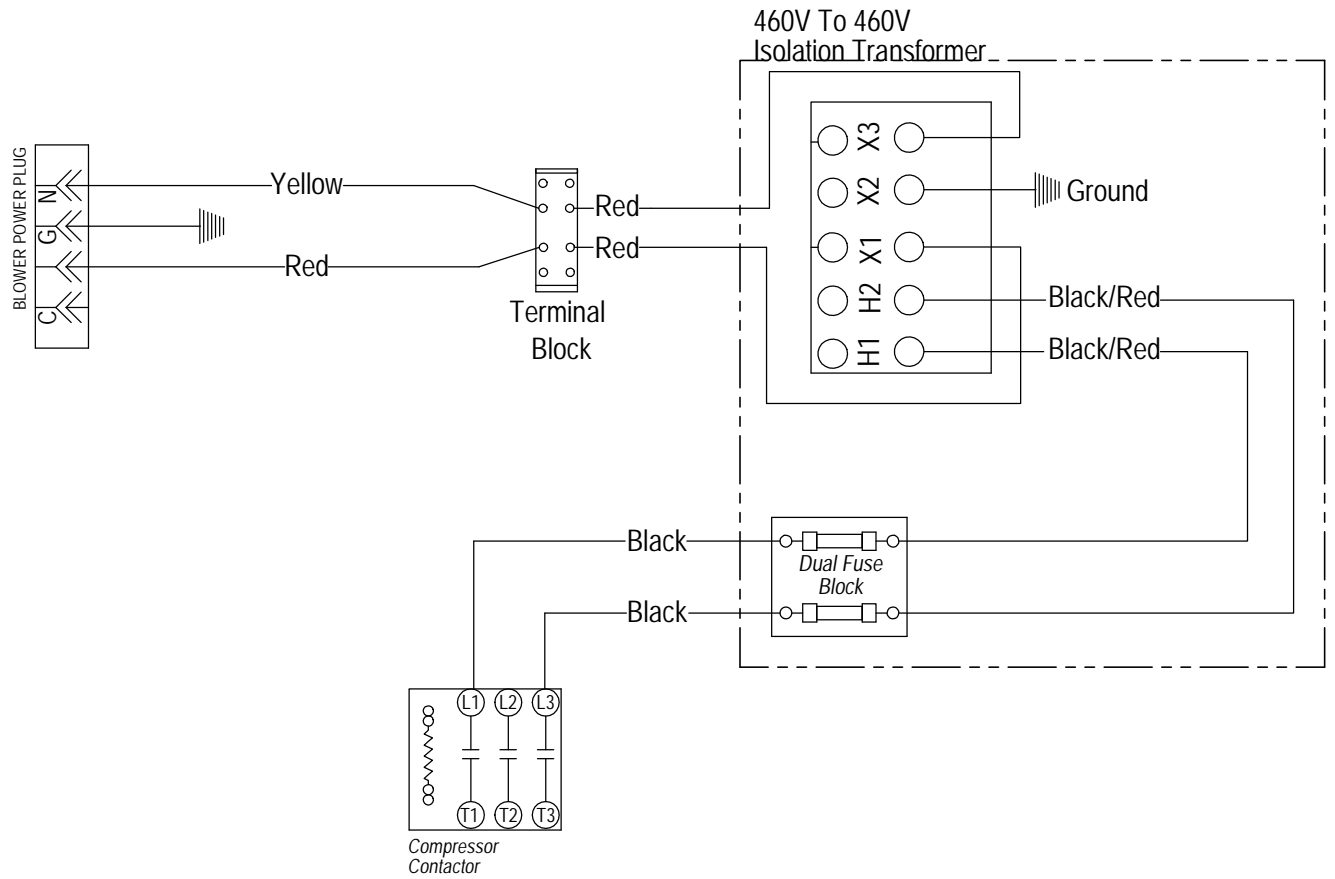 460V To 460V
Isolation Transformer
BLOWER POWER PLUG
N
G
C
Yellow
Red
Terminal
Block
Red
Red
X3
X2
X1
H2
H1
Ground
Black/Red
Black/Red
Black
Black
Dual Fuse
Block
L1
L2
L3
T1
T2
T3
Compressor
Contactor